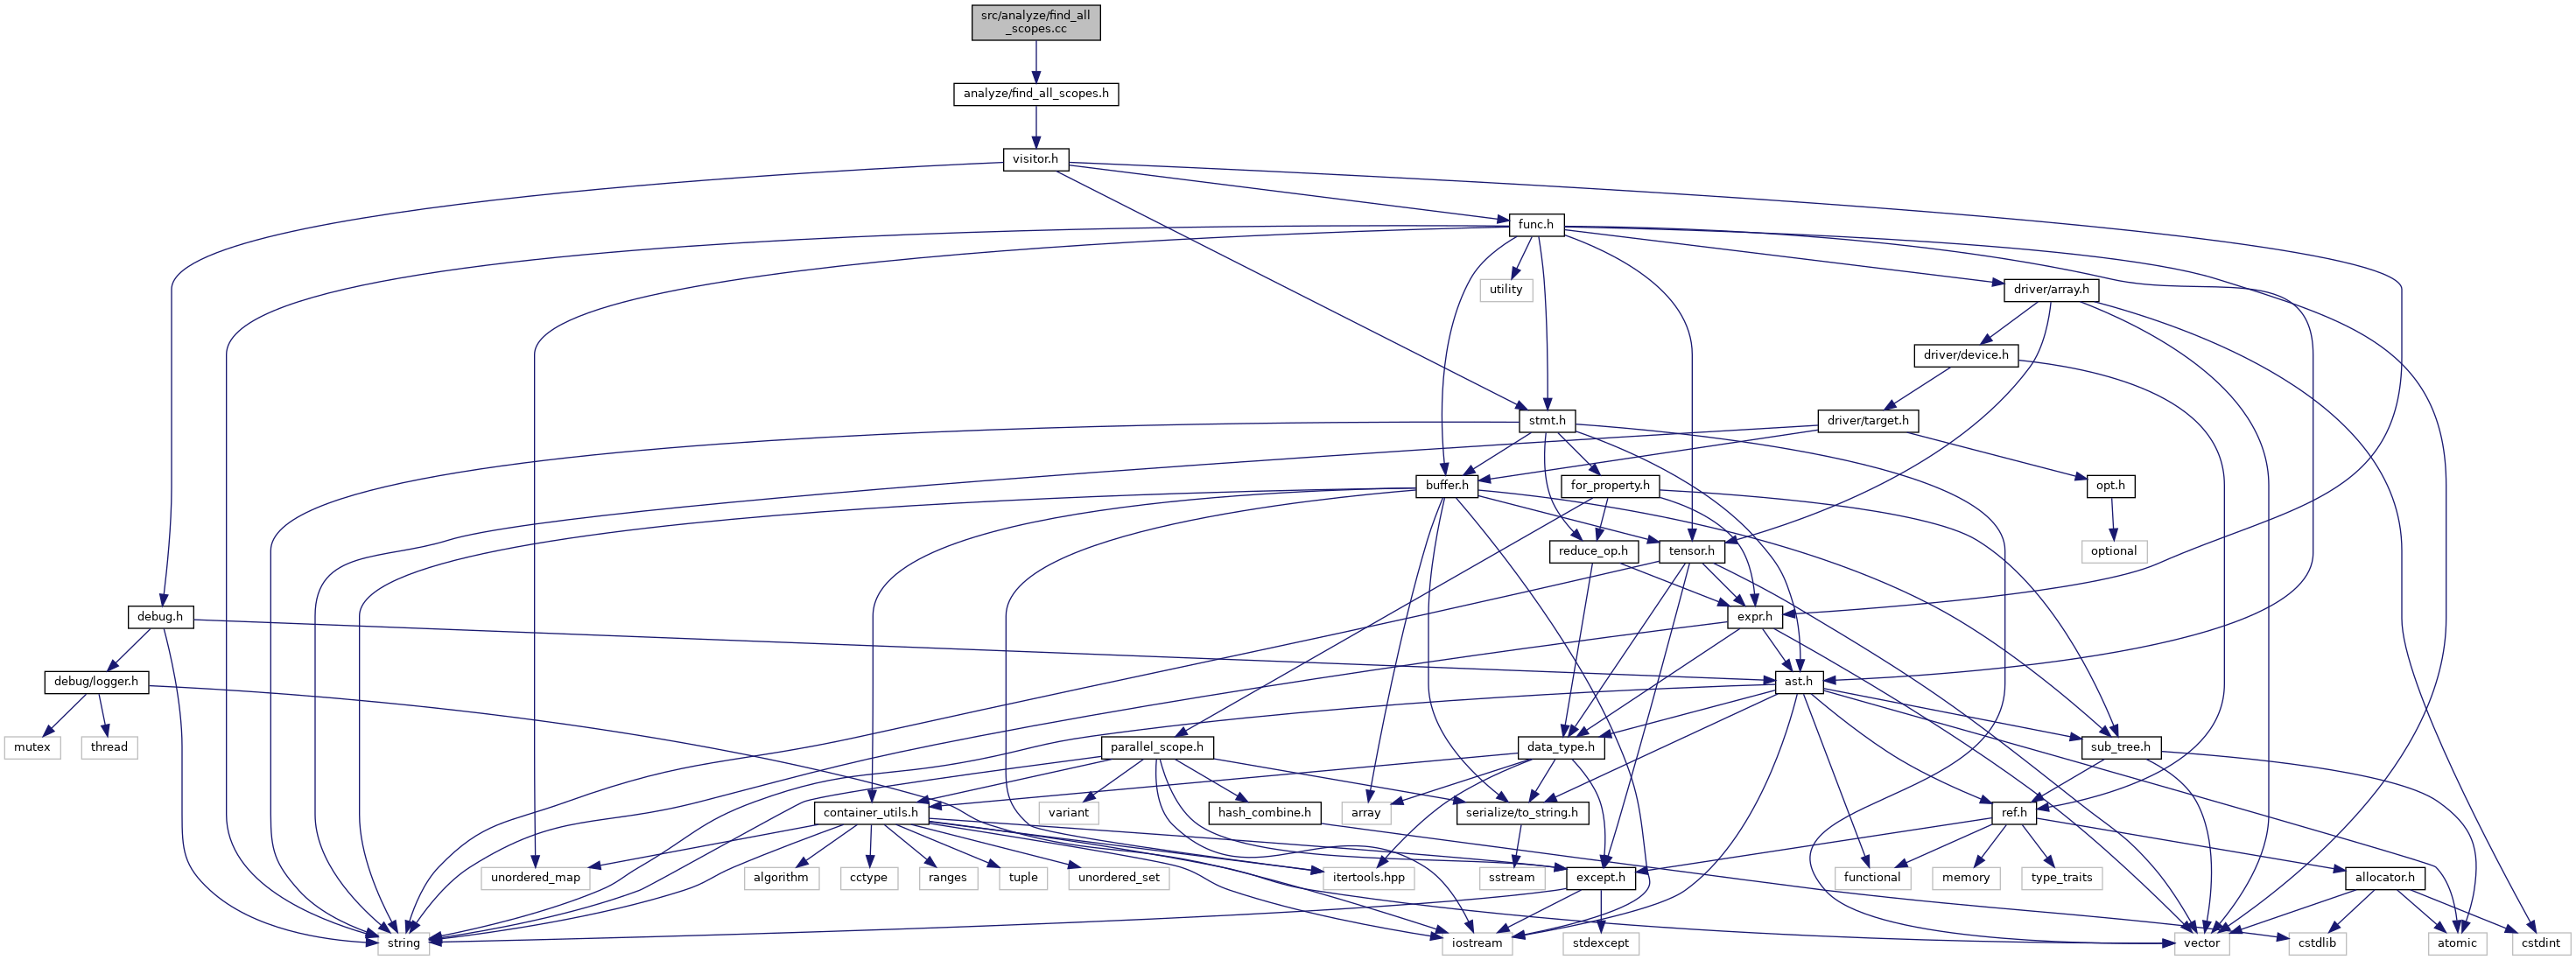 src/analyze/find_all
_scopes.cc
analyze/find_all_scopes.h
visitor.h
func.h
utility
driver/array.h
driver/device.h
stmt.h
driver/target.h
buffer.h
for_property.h
opt.h
reduce_op.h
tensor.h
optional
debug.h
expr.h
debug/logger.h
ast.h
mutex
thread
parallel_scope.h
data_type.h
sub_tree.h
container_utils.h
variant
hash_combine.h
array
serialize/to_string.h
ref.h
unordered_map
algorithm
cctype
ranges
tuple
unordered_set
itertools.hpp
sstream
except.h
functional
memory
type_traits
allocator.h
string
iostream
stdexcept
vector
cstdlib
atomic
cstdint